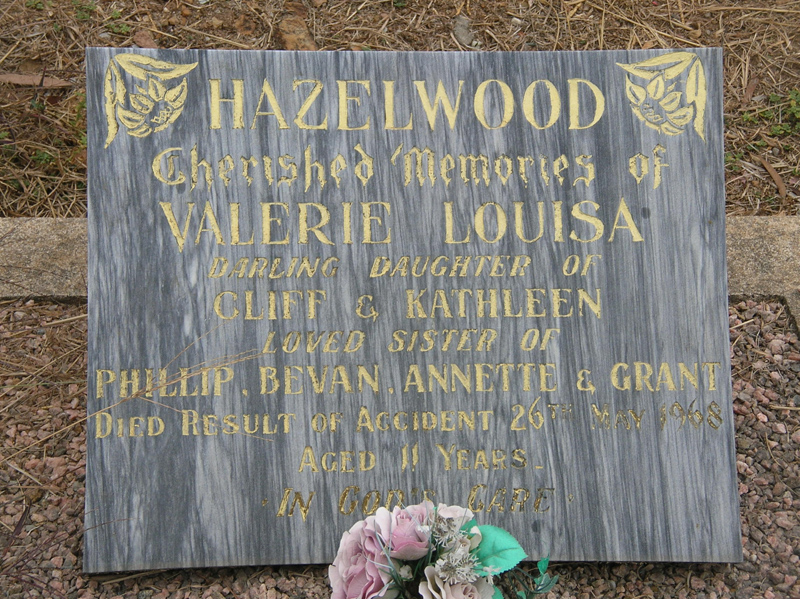 HAZELWOOD
Cherished Memories of
VALERIE LOUISA
DARLING DAUGHTER OF
CLIFF & KATHLEEN
LOVED SISTER OF
PHILLIP, BEVAN, ANNETTE & GRANT
DIED RESULT OF ACCIDENT 26TH MAY 1968
AGED 11 YEARS.
· IN GOD'S CARE ·